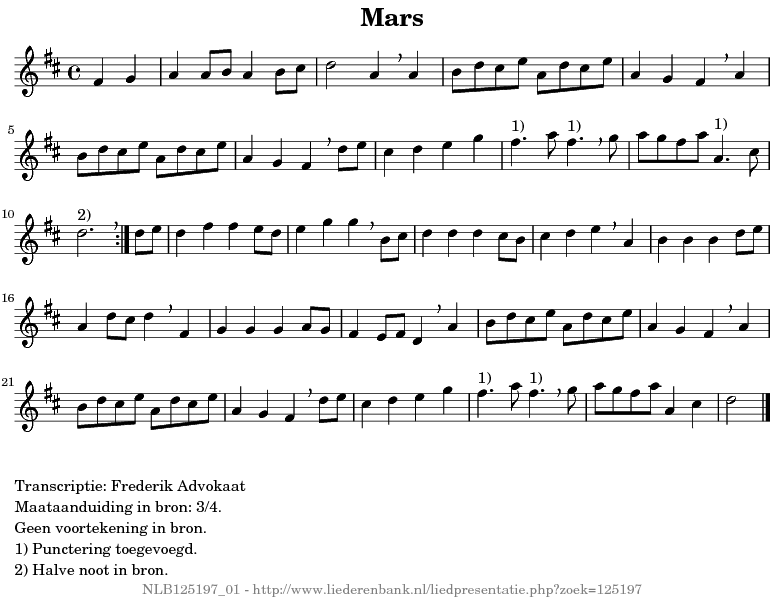 Mars
1) 1) 1)
5
10 2)
16
21 1) 1)
Transcriptie: Frederik Advokaat
Maataanduiding in bron: 3/4.
Geen voortekening in bron.
1) Punctering toegevoegd.
2) Halve noot in bron.
NLB125197_01 - http://www.liederenbank.nl/liedpresentatie.php?zoek=125197